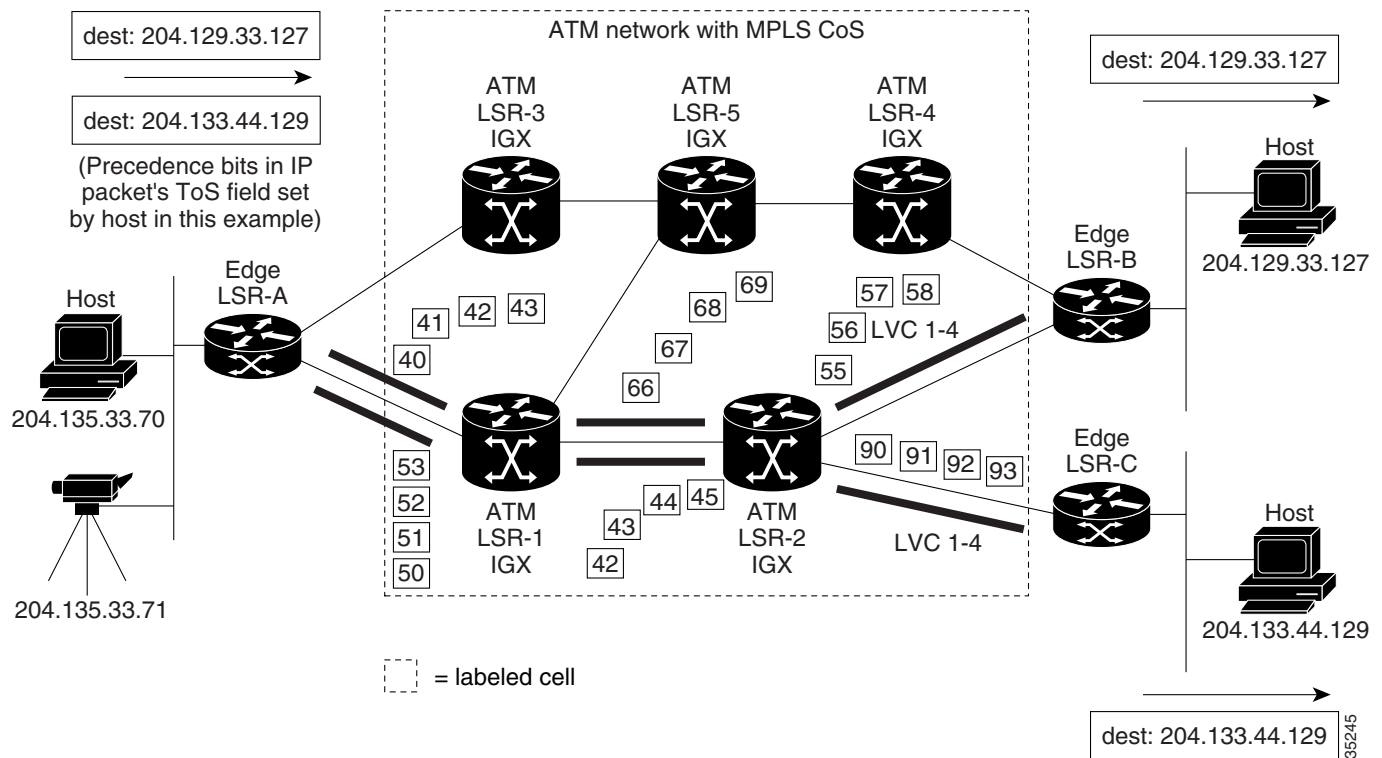 dest: 204.129.33.127
dest: 204.133.44.129
(Precedence bits in IP
packet's ToS field set
by host in this example)
ATM network with MPLS CoS
dest: 204.129.33.127
ATM
LSR-3
IGX
ATM
LSR-5
IGX
ATM
LSR-4
IGX
Host
204.129.33.127
Edge
LSR-B
Edge
LSR-A
Host
204.135.33.70
204.135.33.71
40
41
42
43
66
67
68
69
55
56
57
58
LVC 1-4
53
52
51
50
ATM
LSR-1
IGX
42
43
44
45
ATM
LSR-2
IGX
90
91
92
93
LVC 1-4
Edge
LSR-C
Host
204.133.44.129
= labeled cell
dest: 204.133.44.129
35245